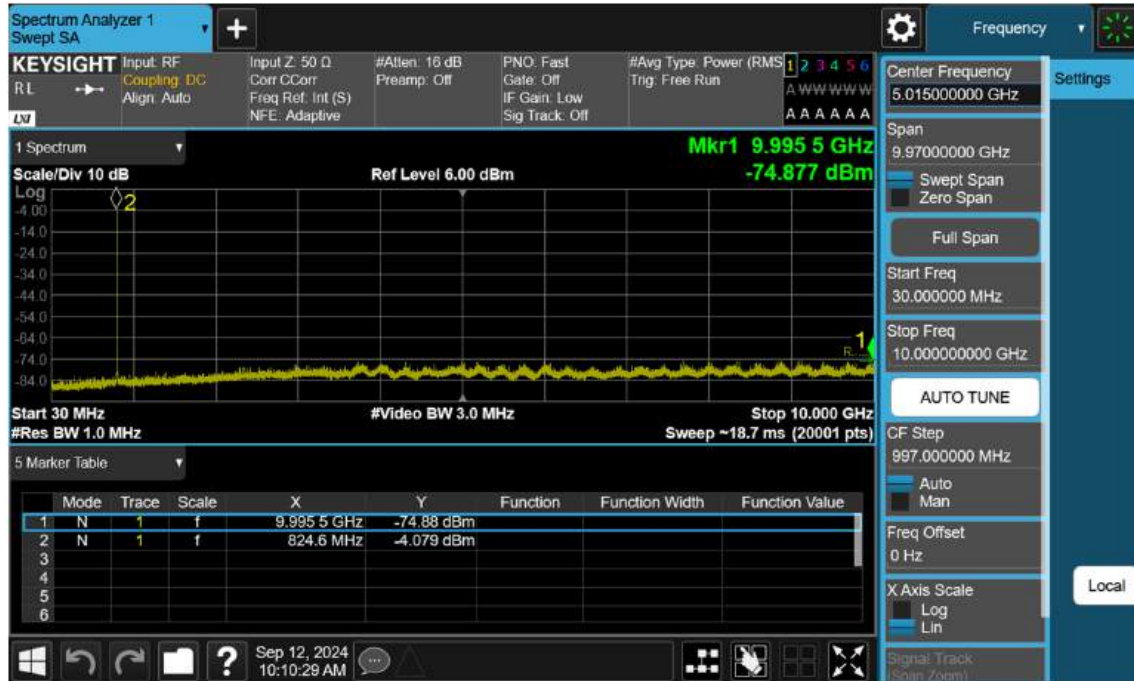 Spectrum Analyzer 1
Swept SA
Frequency
KEYSIGHT
RL
LXI
Input: RF
Coupling: DC
Align: Auto
Input Z: 50 Ω
Corr CCorr
Freq Ref: Int (S)
NFE: Adaptive
#Atten: 16 dB
Preamp: Off
PNO: Fast
Gate: Off
IF Gain: Low
Sig Track: Off
#Avg Type: Power (RMS
Trig: Free Run
1 2 3 4 5 6
A W W W W W
A A A A A A
1 Spectrum
Scale/Div 10 dB
Ref Level 6.00 dBm
Mkr1 9.995 5 GHz
-74.877 dBm
Log
-4.00
-14.0
-24.0
-34.0
-44.0
-54.0
-64.0
-74.0
-84.0
2
1
Start 30 MHz
#Video BW 3.0 MHz
Stop 10.000 GHz
#Res BW 1.0 MHz
Sweep ~18.7 ms (20001 pts)
5 Marker Table
Mode Trace Scale X Y Function Function Width Function Value
1 N 1 f 9.995 5 GHz -74.88 dBm
2 N 1 f 824.6 MHz -4.079 dBm
3
4
5
6
Sep 12, 2024
10:10:29 AM
Center Frequency
5.015000000 GHz
Span
9.97000000 GHz
Swept Span
Zero Span
Full Span
Start Freq
30.000000 MHz
Stop Freq
10.000000000 GHz
AUTO TUNE
CF Step
997.000000 MHz
Auto
Man
Freq Offset
0 Hz
X Axis Scale
Log
Lin
Signal Track
(Span Zoom)
Settings
Local